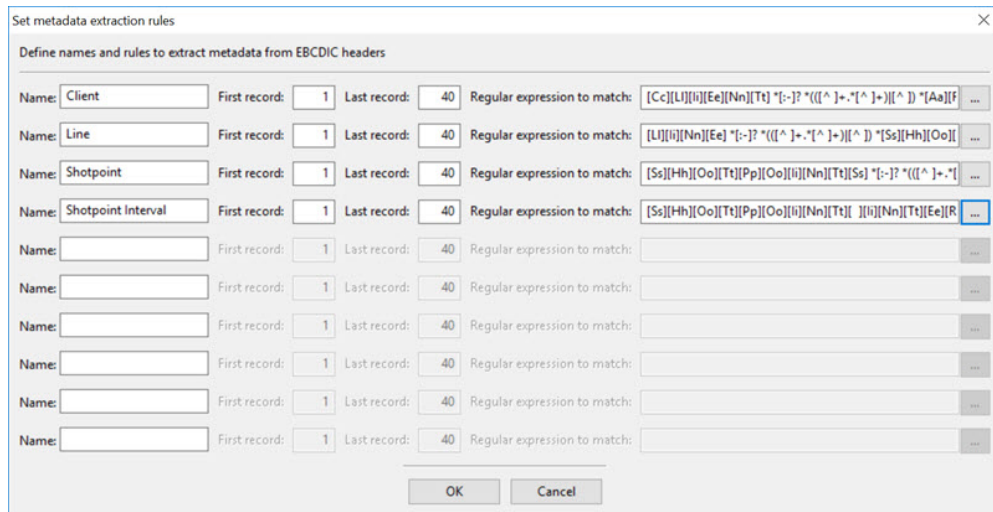 Set metadata extraction rules
Define names and rules to extract metadata from EBCDIC headers
Name: Client First record: 1 Last record: 40 Regular expression to match: [Cc][Ll][Ii][Ee][Nn][Tt] *[:-]? *(([^ ]+.*[^ ]+)|[^ ]) *[Aa][F ...
Name: Line First record: 1 Last record: 40 Regular expression to match: [Ll][Ii][Nn][Ee] *[:-]? *(([^ ]+.*[^ ]+)|[^ ]) *[Ss][Hh][Oo][ ...
Name: Shotpoint First record: 1 Last record: 40 Regular expression to match: [Ss][Hh][Oo][Tt][Pp][Oo][Ii][Nn][Tt][Ss] *[:-]? *(([^ ]+.*[ ...
Name: Shotpoint Interval First record: 1 Last record: 40 Regular expression to match: [Ss][Hh][Oo][Tt][Pp][Oo][Ii][Nn][Tt][ ][Ii][Nn][Tt][Ee][R ...
Name: First record: 1 Last record: 40 Regular expression to match: ...
Name: First record: 1 Last record: 40 Regular expression to match: ...
Name: First record: 1 Last record: 40 Regular expression to match: ...
Name: First record: 1 Last record: 40 Regular expression to match: ...
Name: First record: 1 Last record: 40 Regular expression to match: ...
Name: First record: 1 Last record: 40 Regular expression to match: ...
OK Cancel